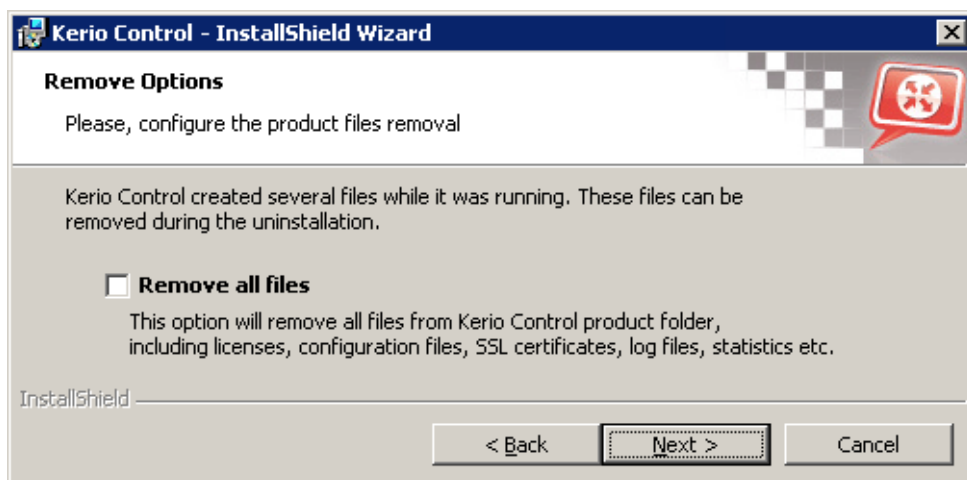 Kerio Control - InstallShield Wizard
Remove Options
Please, configure the product files removal
Kerio Control created several files while it was running. These files can be
removed during the uninstallation.
Remove all files
This option will remove all files from Kerio Control product folder,
including licenses, configuration files, SSL certificates, log files, statistics etc.
InstallShield
< Back Next > Cancel